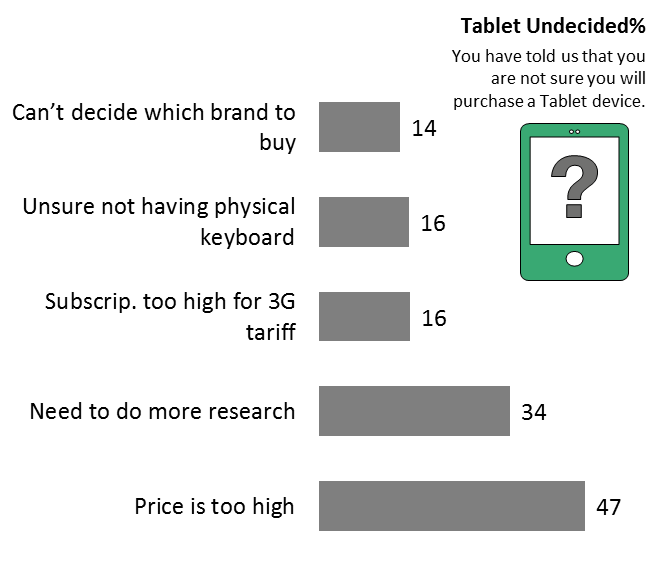 Tablet Undecided%
You have told us that you
are not sure you will
purchase a Tablet device.
Can’t decide which brand to
buy
14
Unsure not having physical
keyboard
16
Subscrip. too high for 3G
tariff
16
Need to do more research
34
Price is too high
47
?